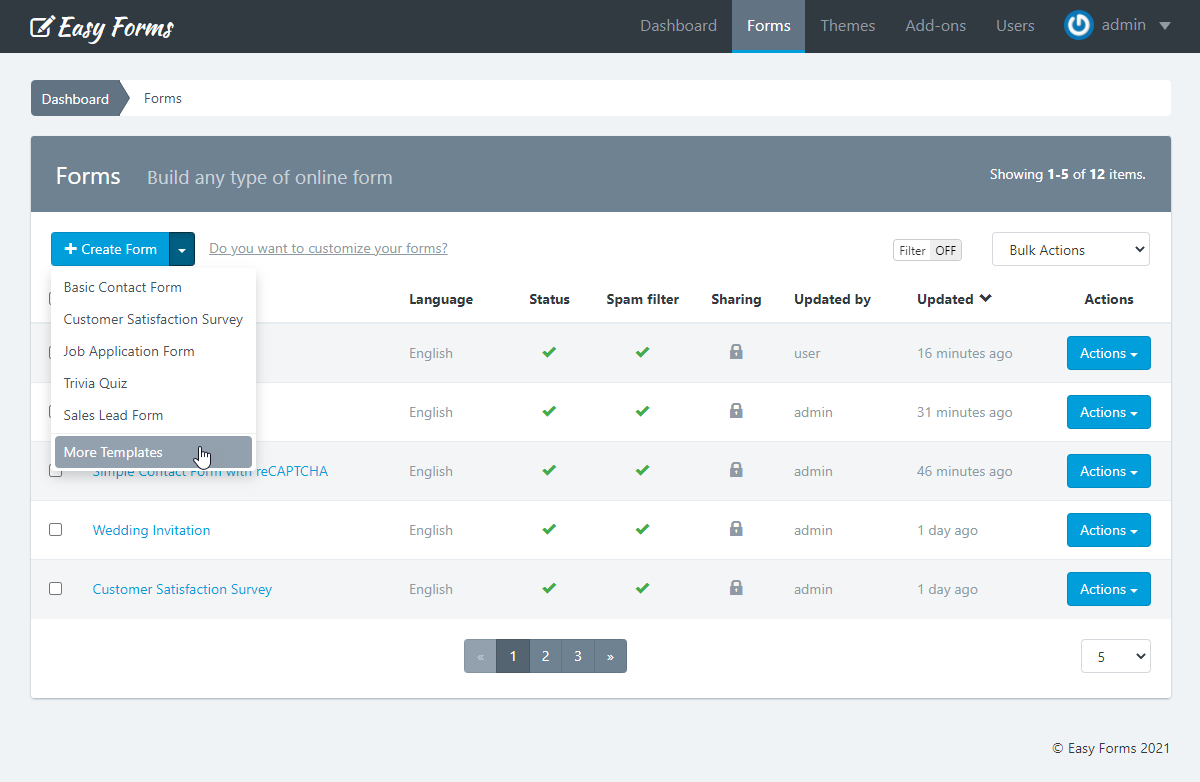 Easy Forms
Dashboard Forms Themes Add-ons Users admin
Dashboard Forms
Forms Build any type of online form Showing 1-5 of 12 items.
Create Form Do you want to customize your forms? Filter OFF Bulk Actions
Basic Contact Form
Language Status Spam filter Sharing Updated by Updated Actions
Customer Satisfaction Survey
Job Application Form
English user 16 minutes ago Actions
Trivia Quiz
Sales Lead Form
English admin 31 minutes ago Actions
More Templates
Simple Contact Form with reCAPTCHA English admin 46 minutes ago Actions
Wedding Invitation English admin 1 day ago Actions
Customer Satisfaction Survey English admin 1 day ago Actions
« 1 2 3 » 5
© Easy Forms 2021